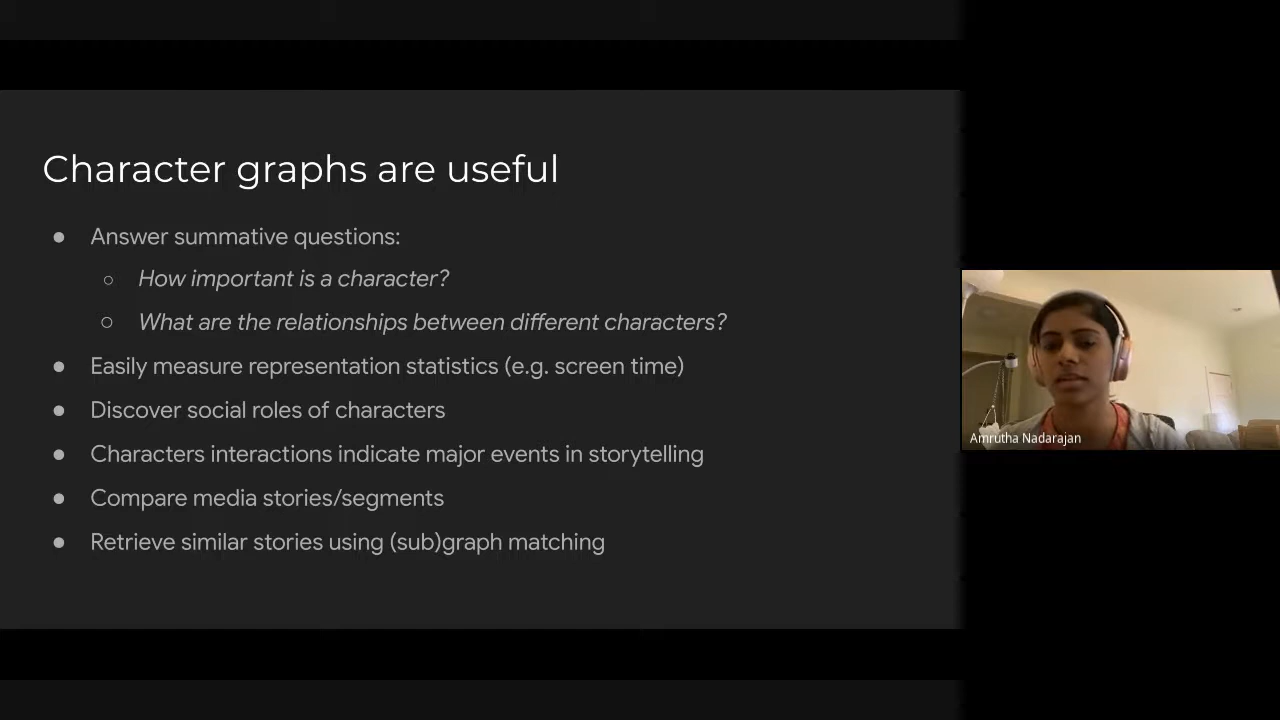 Character graphs are useful
● Answer summative questions:
○ How important is a character?
○ What are the relationships between different characters?
● Easily measure representation statistics (e.g. screen time)
● Discover social roles of characters
● Characters interactions indicate major events in storytelling
● Compare media stories/segments
● Retrieve similar stories using (sub)graph matching
Amrutha Nadarajan